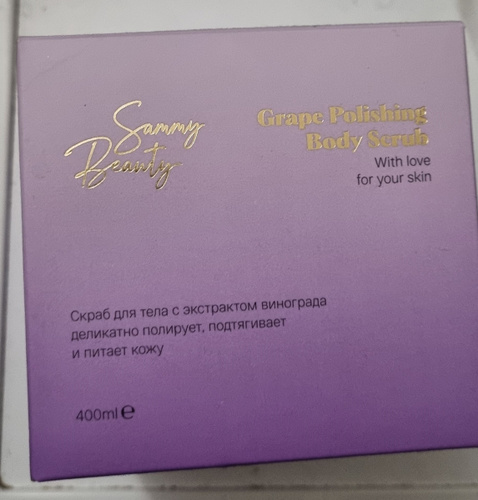 Sammy
Beauty
Grape Polishing
Body Scrub
With love
for your skin
Скраб для тела с экстрактом винограда
деликатно полирует, подтягивает
и питает кожу
400ml ℮